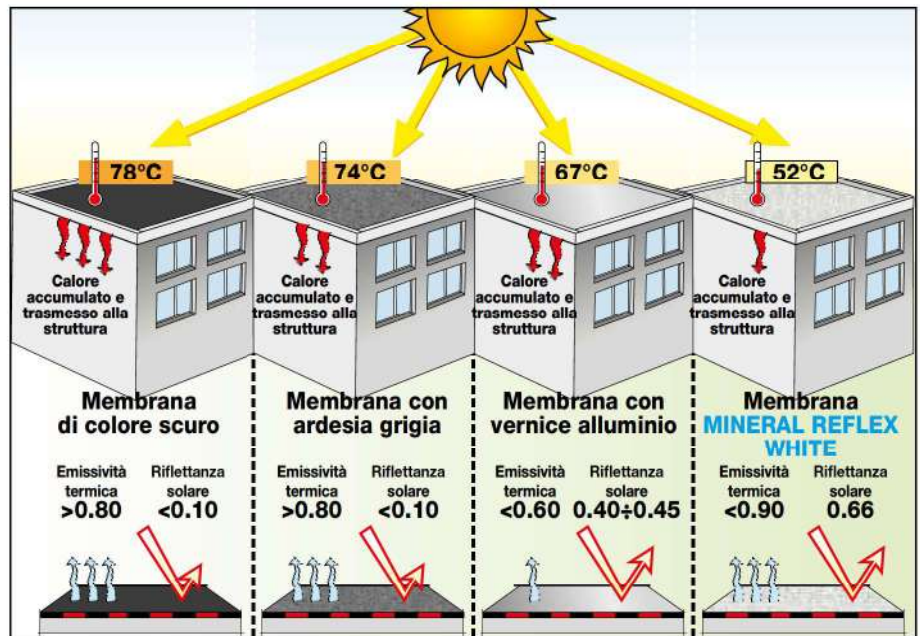 78°C
74°C
67°C
52°C
Calore
accumulato e
trasmesso alla
struttura
Calore
accumulato e
trasmesso alla
struttura
Calore
accumulato e
trasmesso alla
struttura
Calore
accumulato e
trasmesso alla
struttura
Membrana
di colore scuro
Emissività
termica
>0.80
Riflettanza
solare
<0.10
Membrana con
ardesia grigia
Emissività
termica
>0.80
Riflettanza
solare
<0.10
Membrana con
vernice alluminio
Emissività
termica
<0.60
Riflettanza
solare
0.40÷0.45
Membrana
MINERAL REFLEX
WHITE
Emissività
termica
<0.90
Riflettanza
solare
0.66